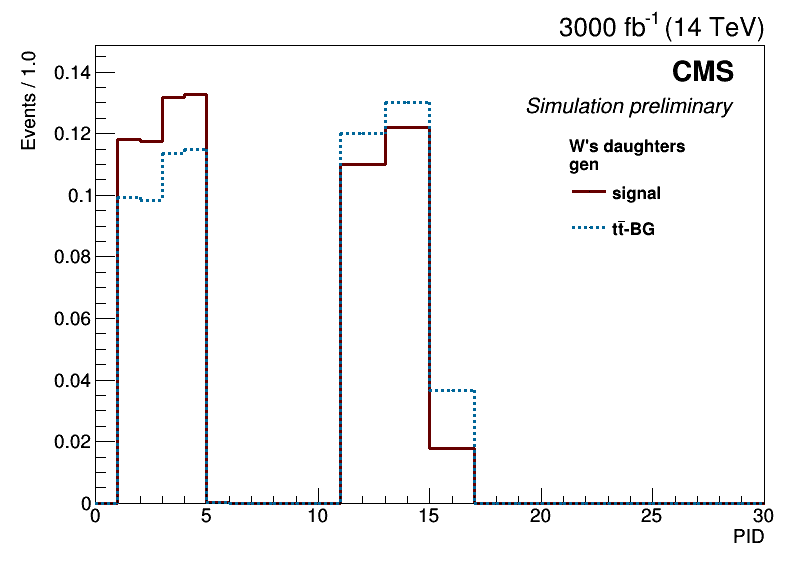 3000 fb⁻¹ (14 TeV)
Events / 1.0
CMS
Simulation preliminary
W's daughters
gen
signal
tt̄-BG
0.14
0.12
0.1
0.08
0.06
0.04
0.02
0
0 5 10 15 20 25 30
PID